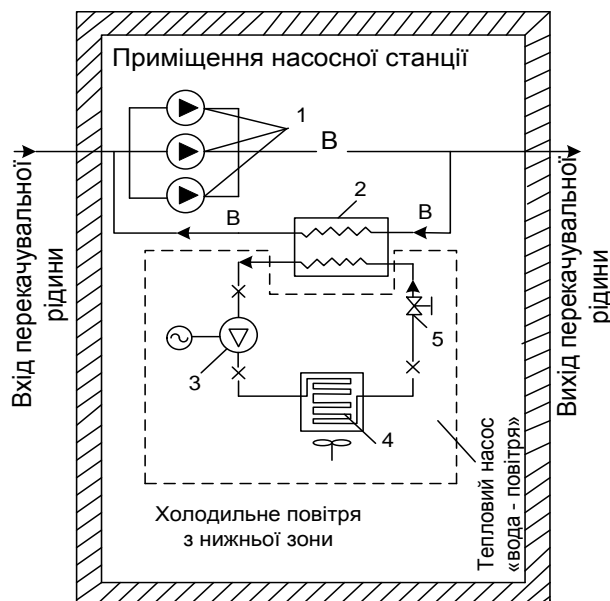 Приміщення насосної станції
1
В
2
В
В
Вхід перекачувальної
рідини
Вихід перекачувальної
рідини
3
5
4
Тепловий насос
«вода - повітря»
Холодильне повітря
з нижньої зони